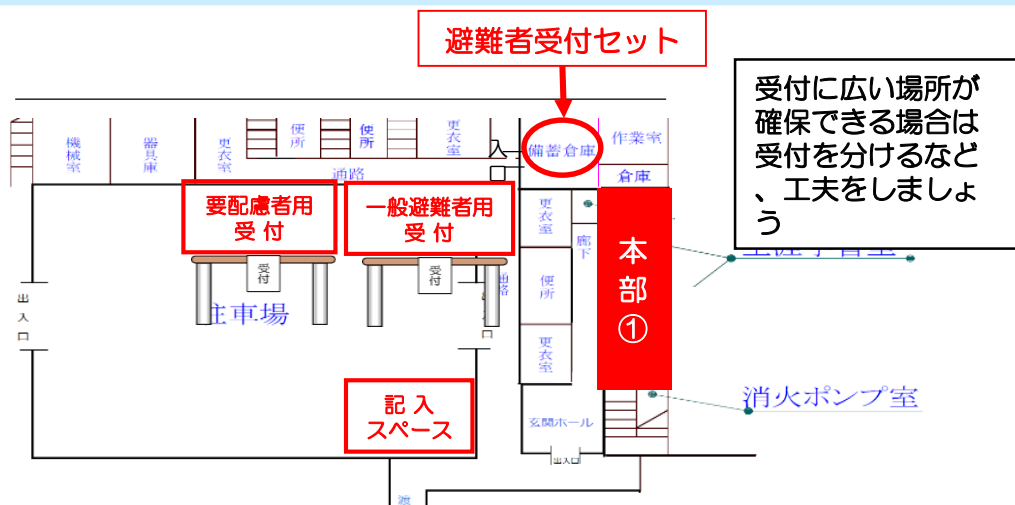 避難者受付セット
受付に広い場所が
確保できる場合は
受付を分けるなど
、工夫をしましょ
う
機械室
器具庫
更衣室
便所
便所
更衣室
入口
備蓄倉庫
作業室
通路
倉庫
要配慮者用
受 付
一般避難者用
受 付
更衣室
廊下
本部①
受付
受付
通路
便所
出入口
駐車場
更衣室
記 入
スペース
消火ポンプ室
玄関ホール
出入口
渡